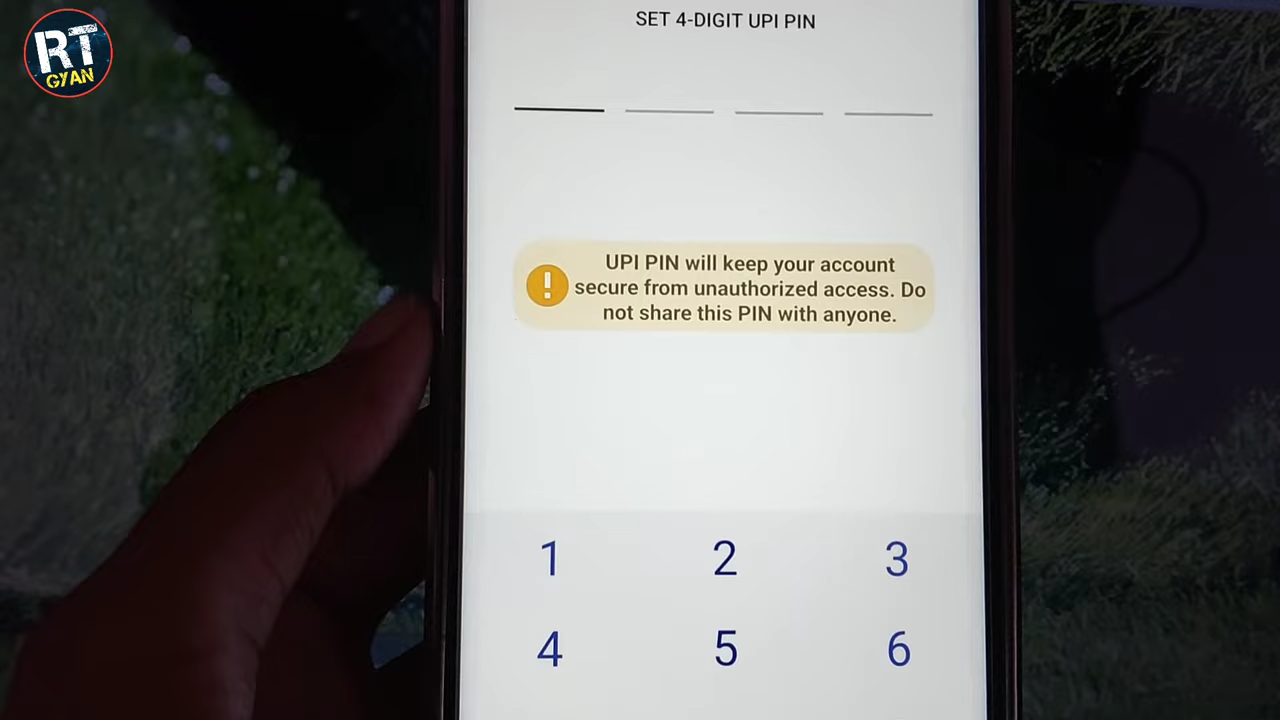 RT
GYAN
SET 4-DIGIT UPI PIN
UPI PIN will keep your account
secure from unauthorized access. Do
not share this PIN with anyone.
1 2 3
4 5 6